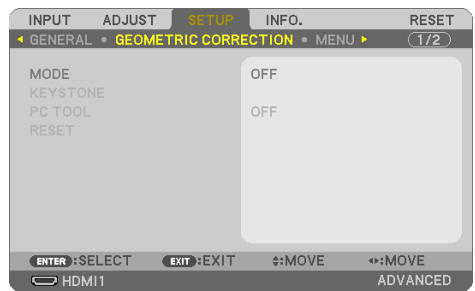 INPUT ADJUST SETUP INFO. RESET
GENERAL • GEOMETRIC CORRECTION • MENU 1/2
MODE OFF
KEYSTONE
PC TOOL OFF
RESET
ENTER :SELECT EXIT :EXIT :MOVE :MOVE
HDMI1 ADVANCED